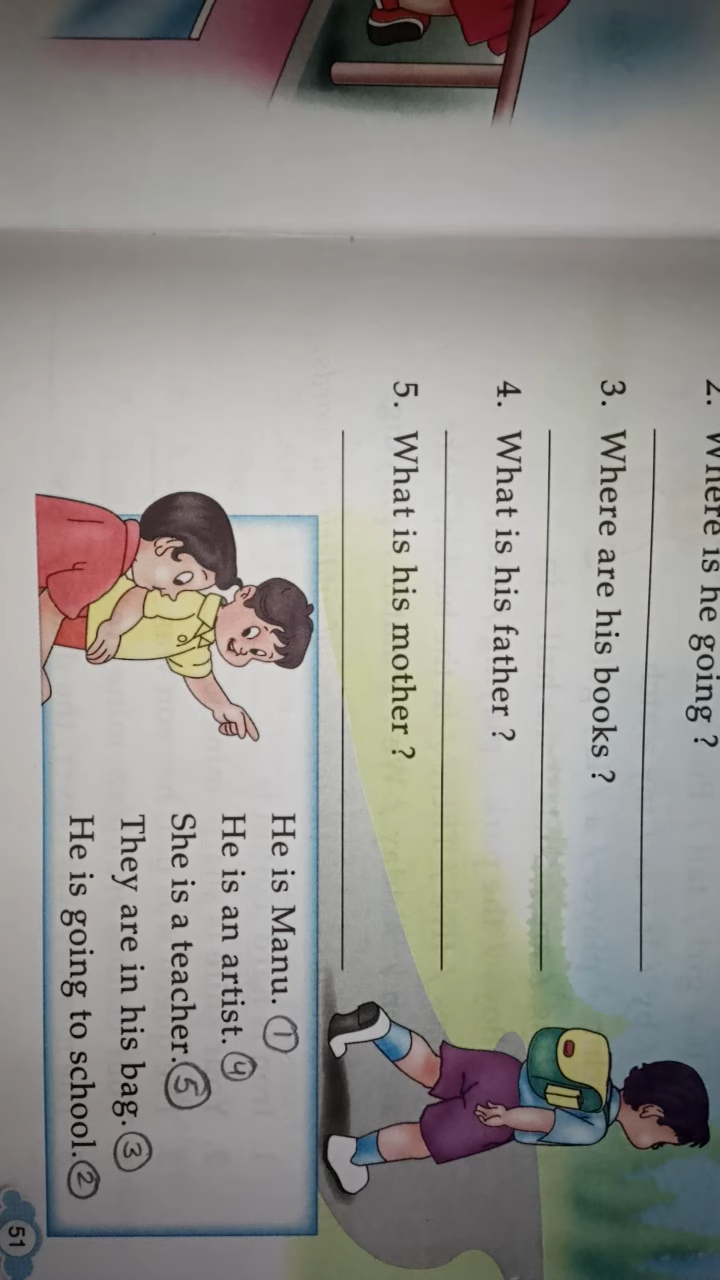 2. Where is he going ?
3. Where are his books ?
4. What is his father ?
5. What is his mother ?
He is Manu. 1
He is an artist. 4
She is a teacher. 5
They are in his bag. 3
He is going to school. 2
51